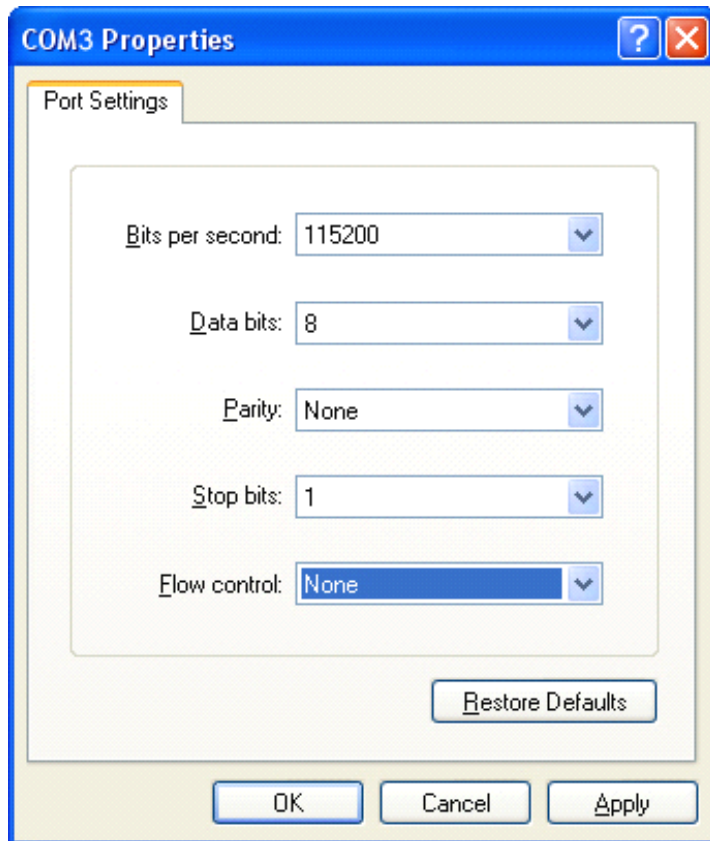 COM3 Properties
Port Settings
Bits per second: 115200
Data bits: 8
Parity: None
Stop bits: 1
Flow control: None
Restore Defaults
OK Cancel Apply